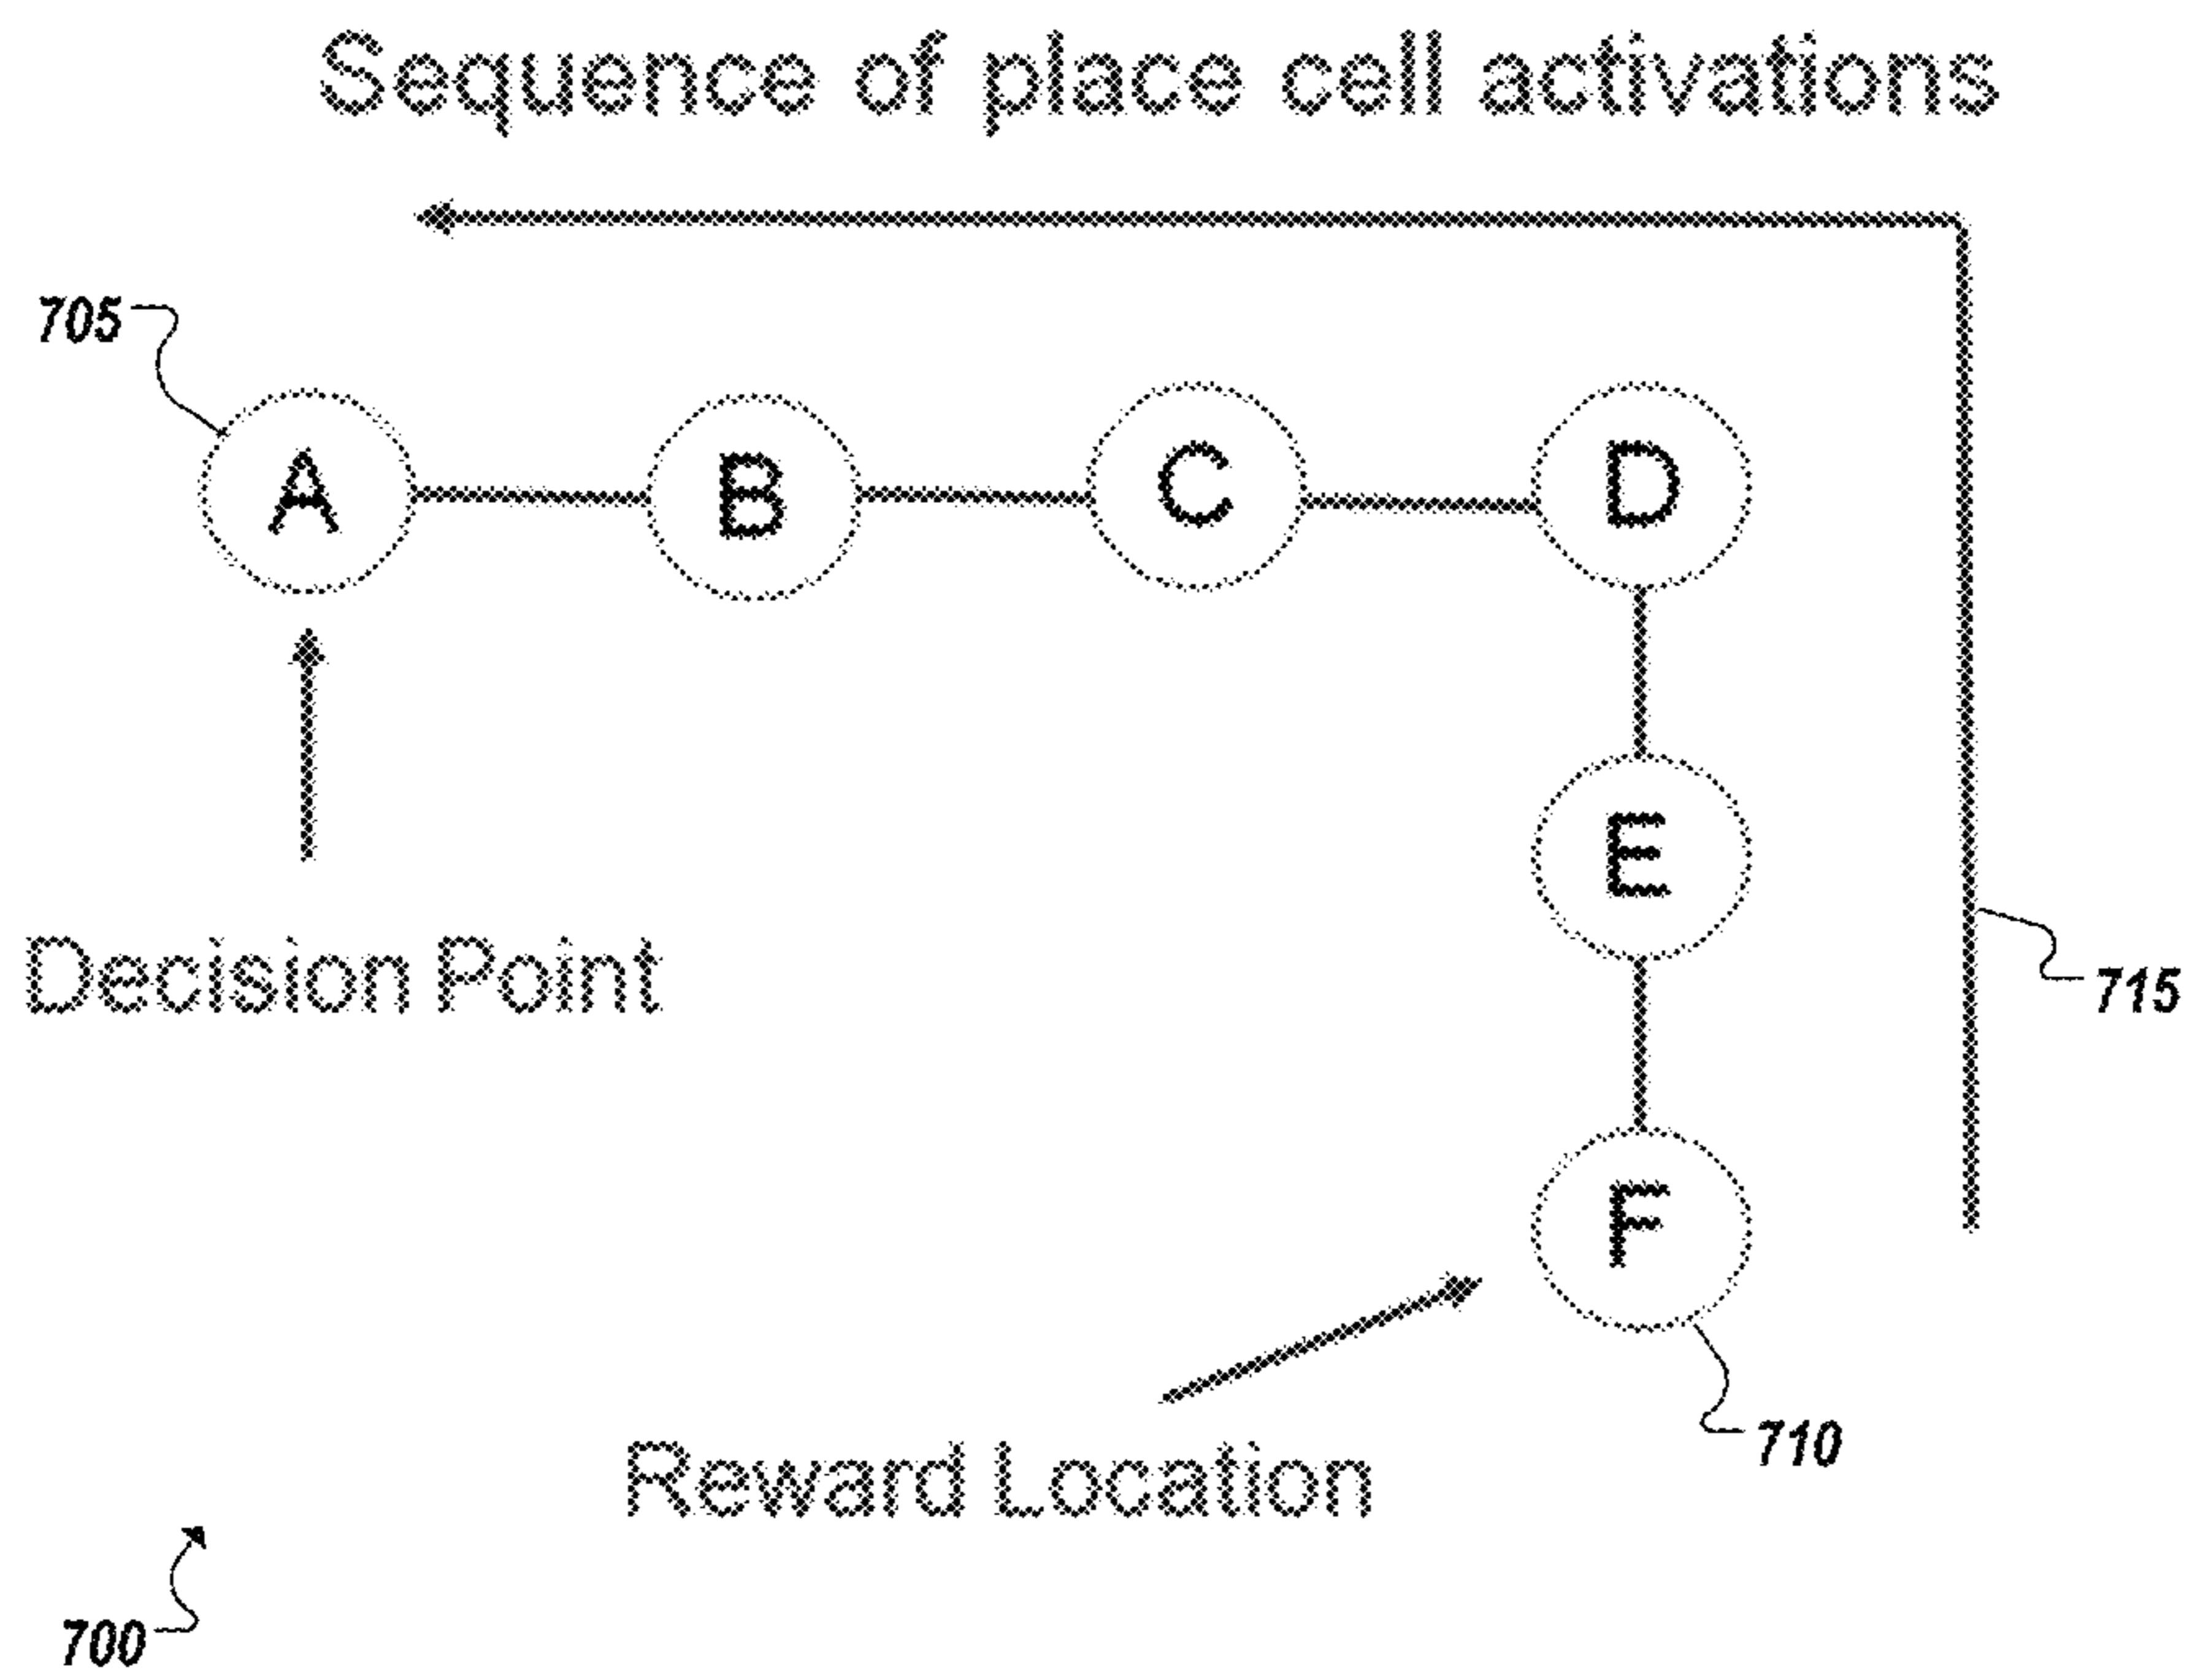 Sequence of place cell activations
705
A B C D
E
Decision Point
715
F
710
Reward Location
700